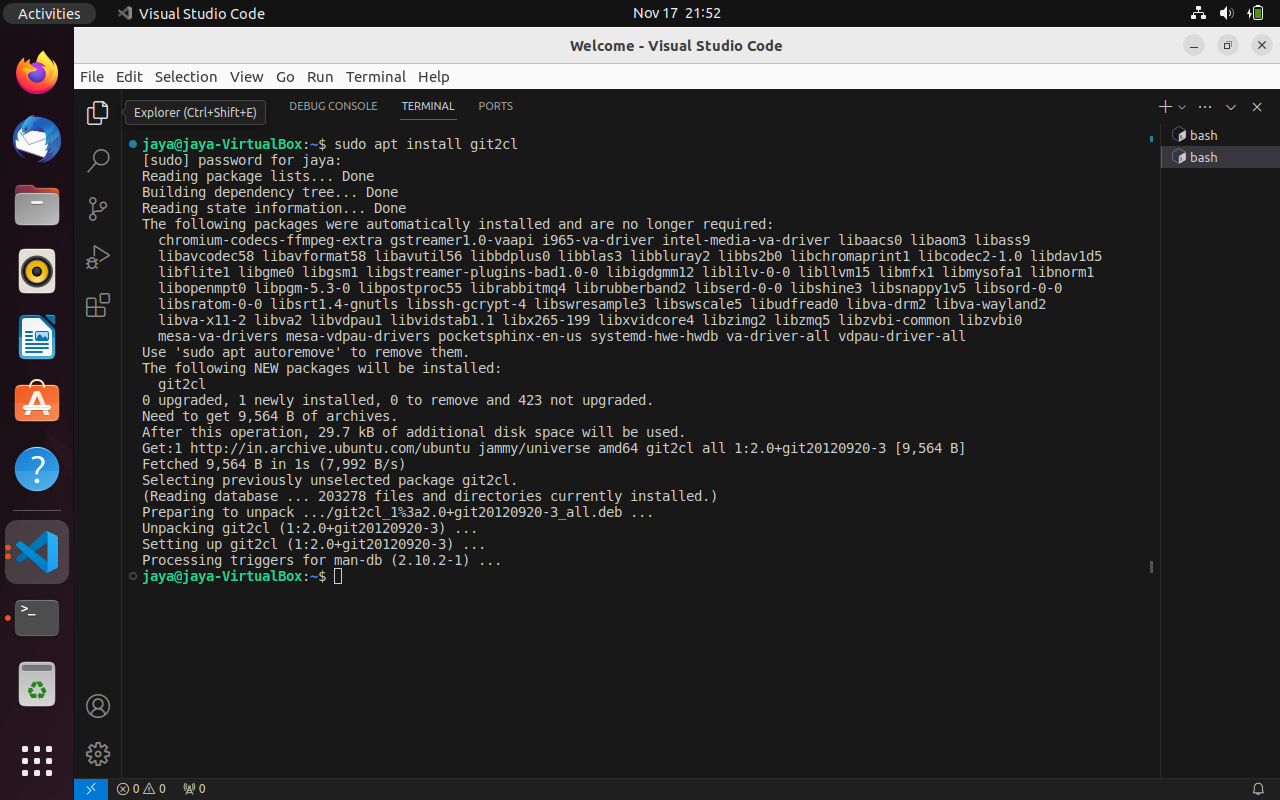 Activities
Visual Studio Code
Nov 17 21:52
Welcome - Visual Studio Code
File Edit Selection View Go Run Terminal Help
Explorer (Ctrl+Shift+E)
DEBUG CONSOLE TERMINAL PORTS
jaya@jaya-VirtualBox:~$ sudo apt install git2cl
[sudo] password for jaya:
Reading package lists... Done
Building dependency tree... Done
Reading state information... Done
The following packages were automatically installed and are no longer required:
chromium-codecs-ffmpeg-extra gstreamer1.0-vaapi i965-va-driver intel-media-va-driver libaacs0 libaom3 libass9
libavcodec58 libavformat58 libavutil56 libbdplus0 libblas3 libbluray2 libbs2b0 libchromaprint1 libcodec2-1.0 libdav1d5
libflite1 libgme0 libgsm1 libgstreamer-plugins-bad1.0-0 libigdgmm12 liblilv-0-0 libllvm15 libmfx1 libmysofa1 libnorm1
libopenmpt0 libpgm-5.3-0 libpostproc55 librabbitmq4 librubberband2 libserd-0-0 libshine3 libsnappy1v5 libsord-0-0
libsratom-0-0 libsrt1.4-gnutls libssh-gcrypt-4 libswresample3 libswscale5 libudfread0 libva-drm2 libva-wayland2
libva-x11-2 libva2 libvdpau1 libvidstab1.1 libx265-199 libxvidcore4 libzimg2 libzmq5 libzvbi-common libzvbi0
mesa-va-drivers mesa-vdpau-drivers pocketsphinx-en-us systemd-hwe-hwdb va-driver-all vdpau-driver-all
Use 'sudo apt autoremove' to remove them.
The following NEW packages will be installed:
git2cl
0 upgraded, 1 newly installed, 0 to remove and 423 not upgraded.
Need to get 9,564 B of archives.
After this operation, 29.7 kB of additional disk space will be used.
Get:1 http://in.archive.ubuntu.com/ubuntu jammy/universe amd64 git2cl all 1:2.0+git20120920-3 [9,564 B]
Fetched 9,564 B in 1s (7,992 B/s)
Selecting previously unselected package git2cl.
(Reading database ... 203278 files and directories currently installed.)
Preparing to unpack .../git2cl_1%3a2.0+git20120920-3_all.deb ...
Unpacking git2cl (1:2.0+git20120920-3) ...
Setting up git2cl (1:2.0+git20120920-3) ...
Processing triggers for man-db (2.10.2-1) ...
jaya@jaya-VirtualBox:~$
bash
bash
0 0 0